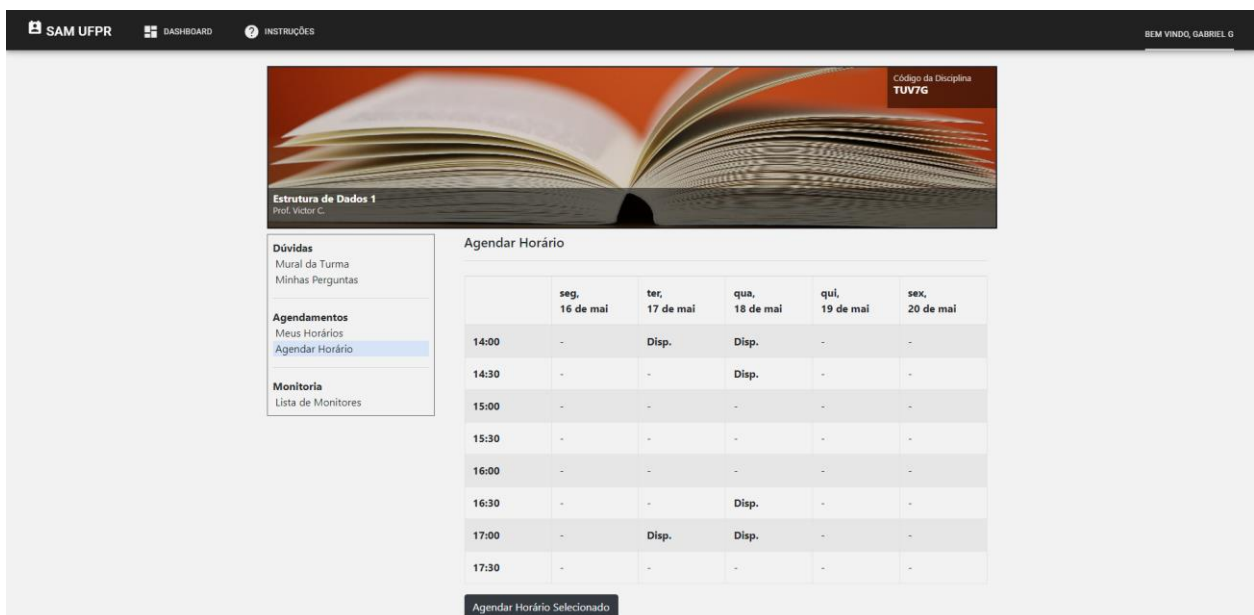 SAM UFPR DASHBOARD INSTRUÇÕES BEM VINDO, GABRIEL G
Código da Disciplina
TUV7G
Estrutura de Dados 1
Prof. Victor C.
Dúvidas
Mural da Turma
Minhas Perguntas
Agendamentos
Meus Horários
Agendar Horário
Monitoria
Lista de Monitores
Agendar Horário
seg, ter, qua, qui, sex,
16 de mai 17 de mai 18 de mai 19 de mai 20 de mai
14:00 - Disp. Disp. - -
14:30 - - Disp. - -
15:00 - - - - -
15:30 - - - - -
16:00 - - - - -
16:30 - - Disp. - -
17:00 - Disp. Disp. - -
17:30 - - - - -
Agendar Horário Selecionado